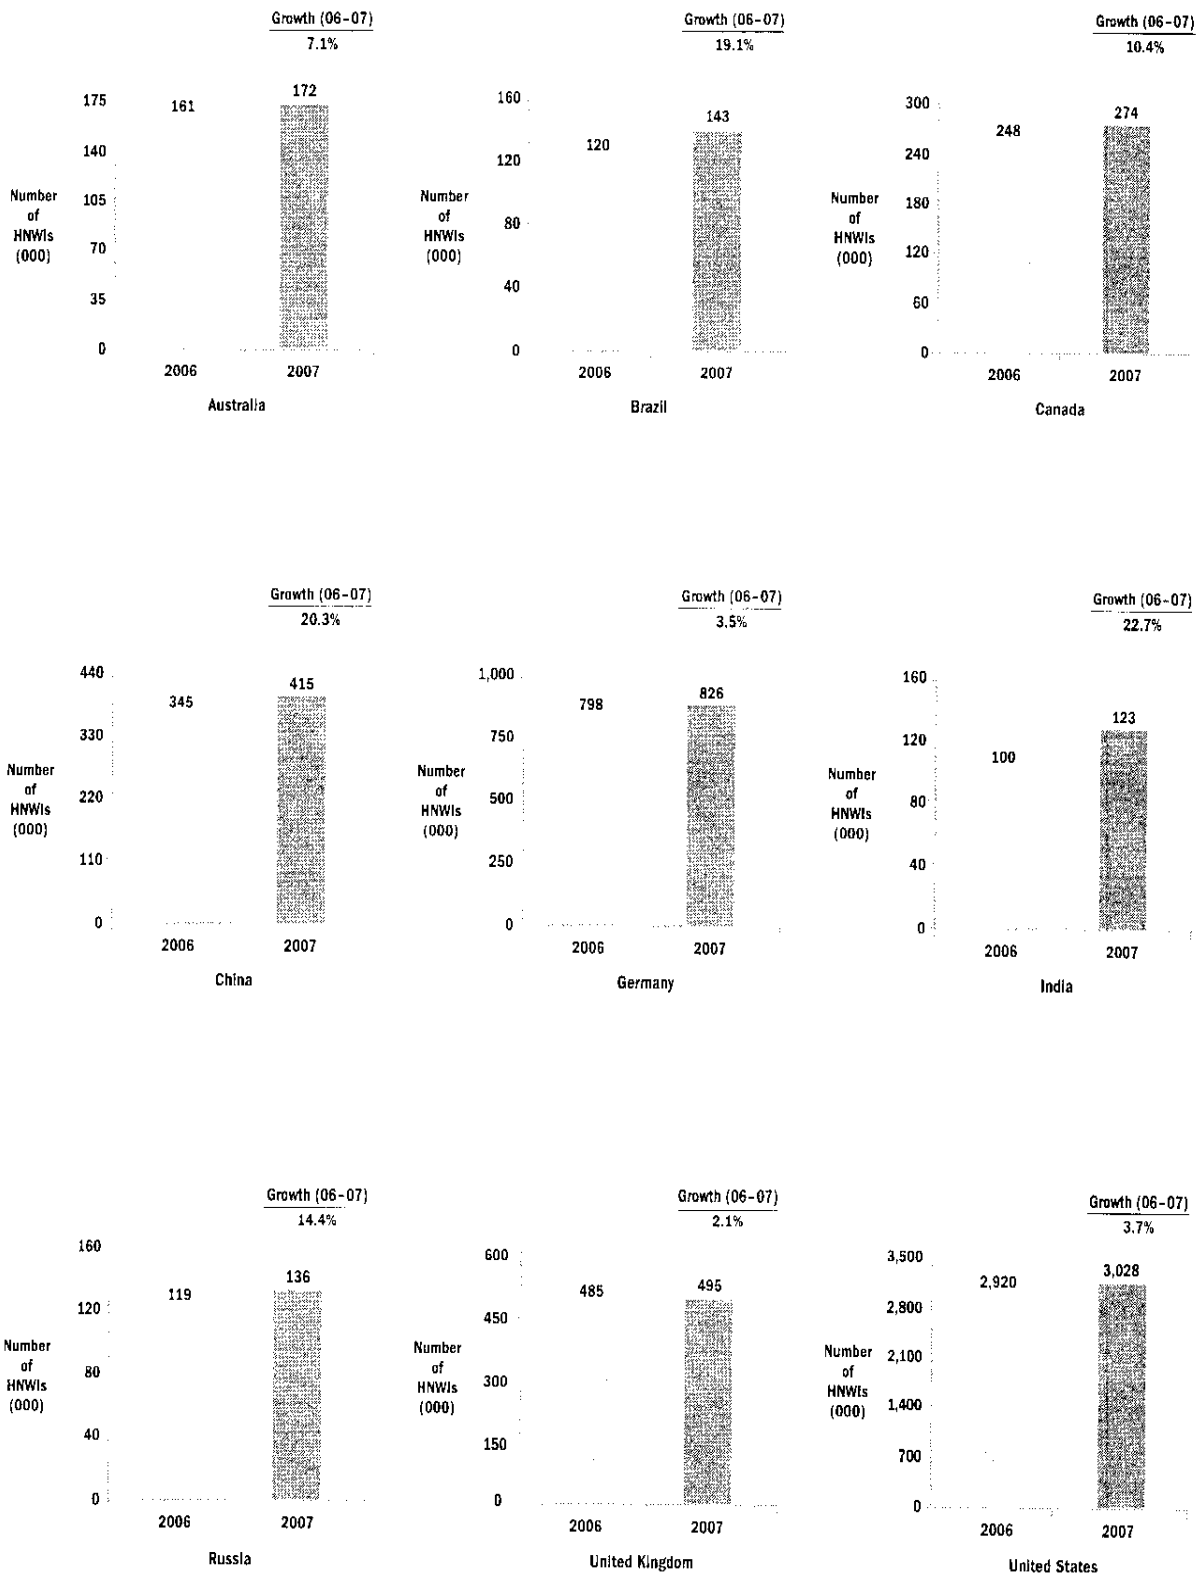 Growth (06-07)
7.1%
175
140
105
70
35
0
Number
of
HNWIs
(000)
161
172
2006
2007
Australia
Growth (06-07)
19.1%
160
120
80
40
0
Number
of
HNWIs
(000)
120
143
2006
2007
Brazil
Growth (06-07)
10.4%
300
240
180
120
60
0
Number
of
HNWIs
(000)
248
274
2006
2007
Canada
Growth (06-07)
20.3%
440
330
220
110
0
Number
of
HNWIs
(000)
345
415
2006
2007
China
Growth (06-07)
3.5%
1,000
750
500
250
0
Number
of
HNWIs
(000)
798
826
2006
2007
Germany
Growth (06-07)
22.7%
160
120
80
40
0
Number
of
HNWIs
(000)
100
123
2006
2007
India
Growth (06-07)
14.4%
160
120
80
40
0
Number
of
HNWIs
(000)
119
136
2006
2007
Russia
Growth (06-07)
2.1%
600
450
300
150
0
Number
of
HNWIs
(000)
485
495
2006
2007
United Kingdom
Growth (06-07)
3.7%
3,500
2,800
2,100
1,400
700
0
Number
of
HNWIs
(000)
2,920
3,028
2006
2007
United States